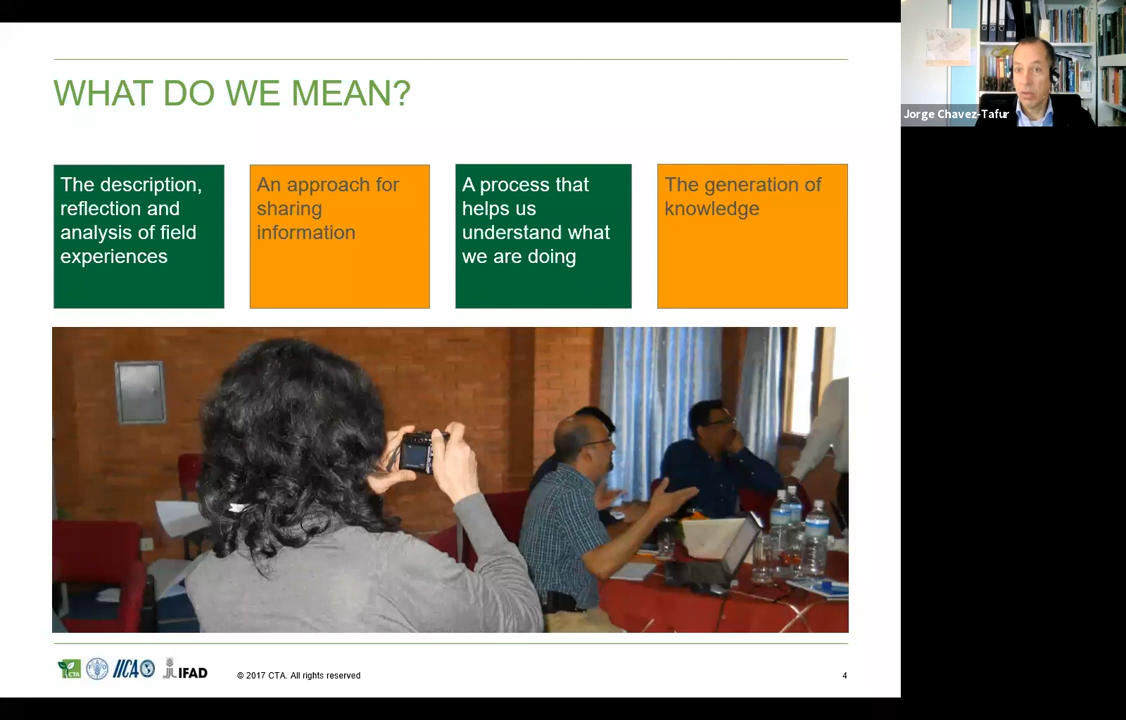 WHAT DO WE MEAN?
Jorge Chavez-Tafur
The description,
reflection and
analysis of field
experiences
An approach for
sharing
information
A process that
helps us
understand what
we are doing
The generation of
knowledge
CTA
IICA
IFAD
© 2017 CTA. All rights reserved
4